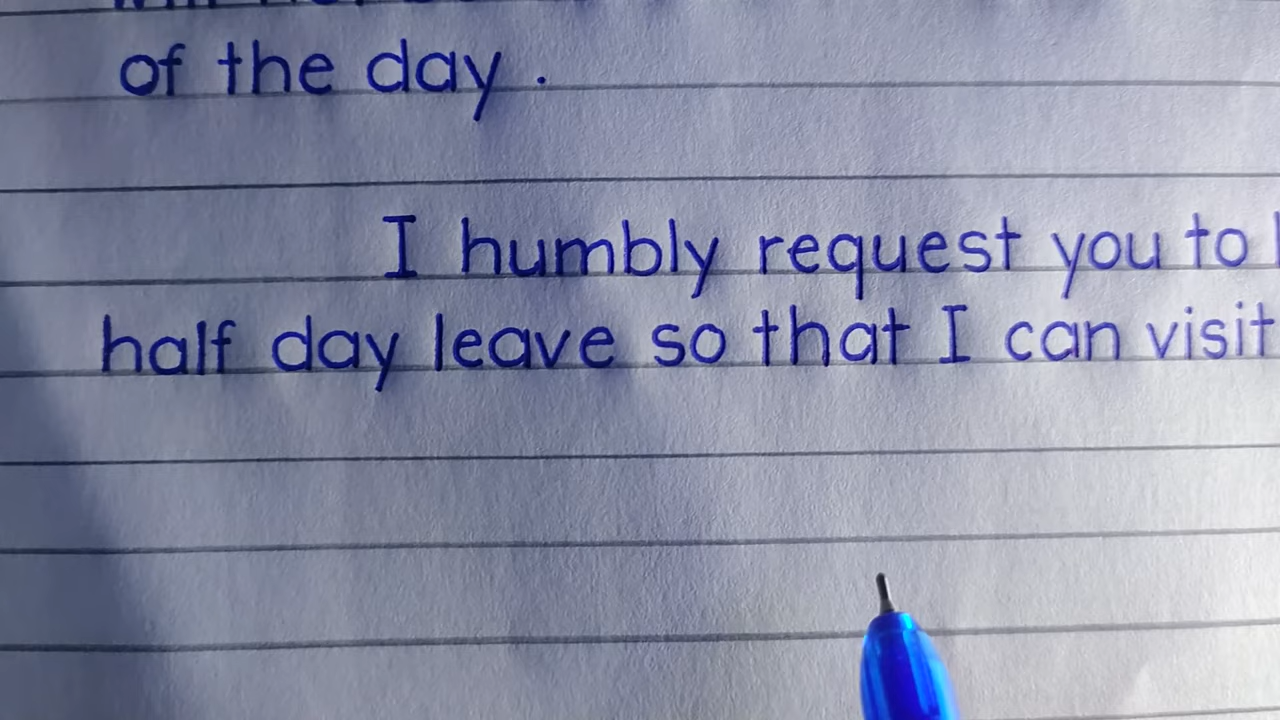 of the day .
I humbly request you to
half day leave so that I can visit